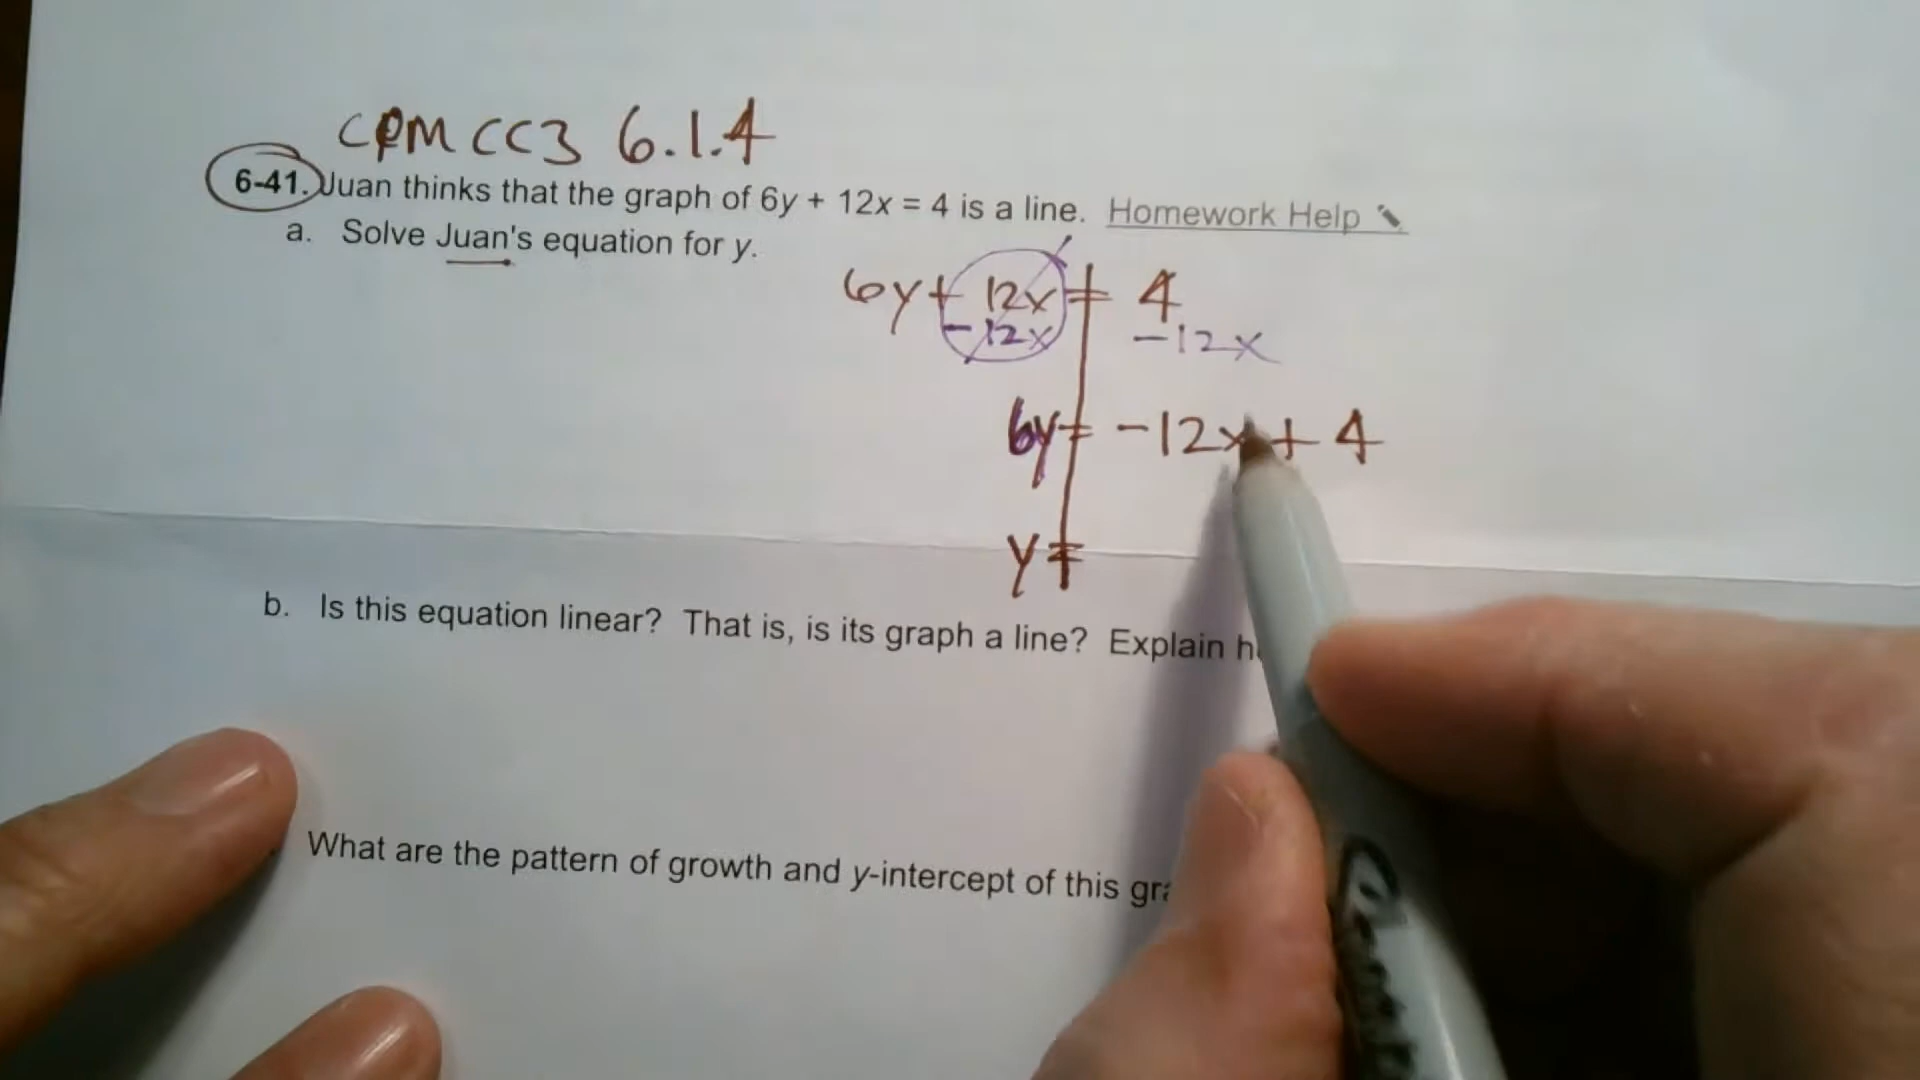 CPM CC3 6.1.4
6-41. Juan thinks that the graph of 6y + 12x = 4 is a line. Homework Help ✎
a. Solve Juan's equation for y.
6y + 12x = 4
-12x -12x
6y = -12x + 4
y =
b. Is this equation linear? That is, is its graph a line? Explain
What are the pattern of growth and y-intercept of this